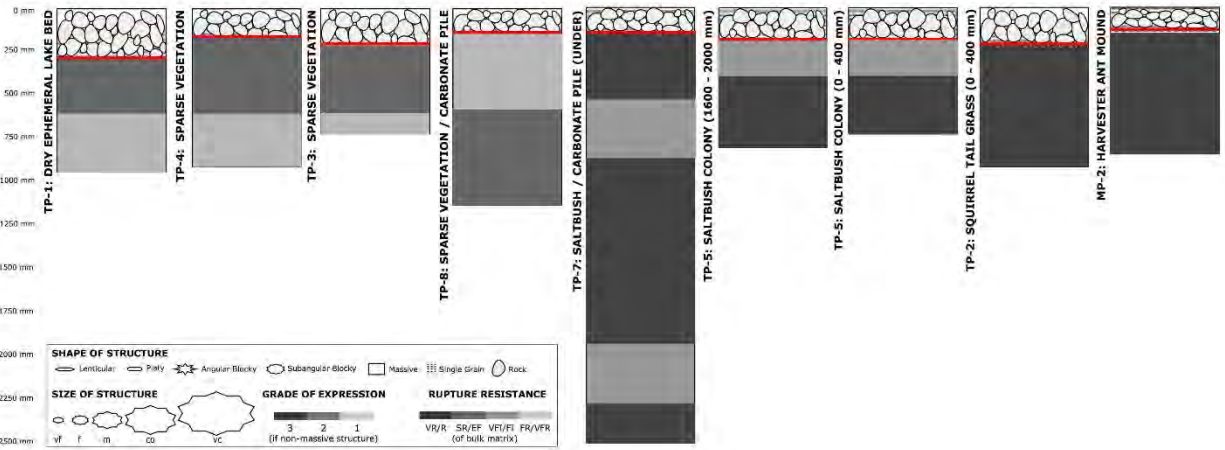 0 mm
250 mm
500 mm
750 mm
1000 mm
1250 mm
1500 mm
1750 mm
2000 mm
2250 mm
2500 mm
TP-1: DRY EPHEMERAL LAKE BED
TP-4: SPARSE VEGETATION
TP-3: SPARSE VEGETATION
TP-8: SPARSE VEGETATION / CARBONATE PILE
TP-7: SALTBUSH / CARBONATE PILE (UNDER)
TP-5: SALTBUSH COLONY (1600 - 2000 mm)
TP-5: SALTBUSH COLONY (0 - 400 mm)
TP-2: SQUIRREL TAIL GRASS (0 - 400 mm)
MP-2: HARVESTER ANT MOUND
SHAPE OF STRUCTURE
Lenticular Platy Angular Blocky Subangular Blocky Massive Single Grain Rock
SIZE OF STRUCTURE
vf f m co vc
GRADE OF EXPRESSION
3 2 1
(if non-massive structure)
RUPTURE RESISTANCE
VR/R SR/EF VFI/FI FR/VFR
(of bulk matrix)